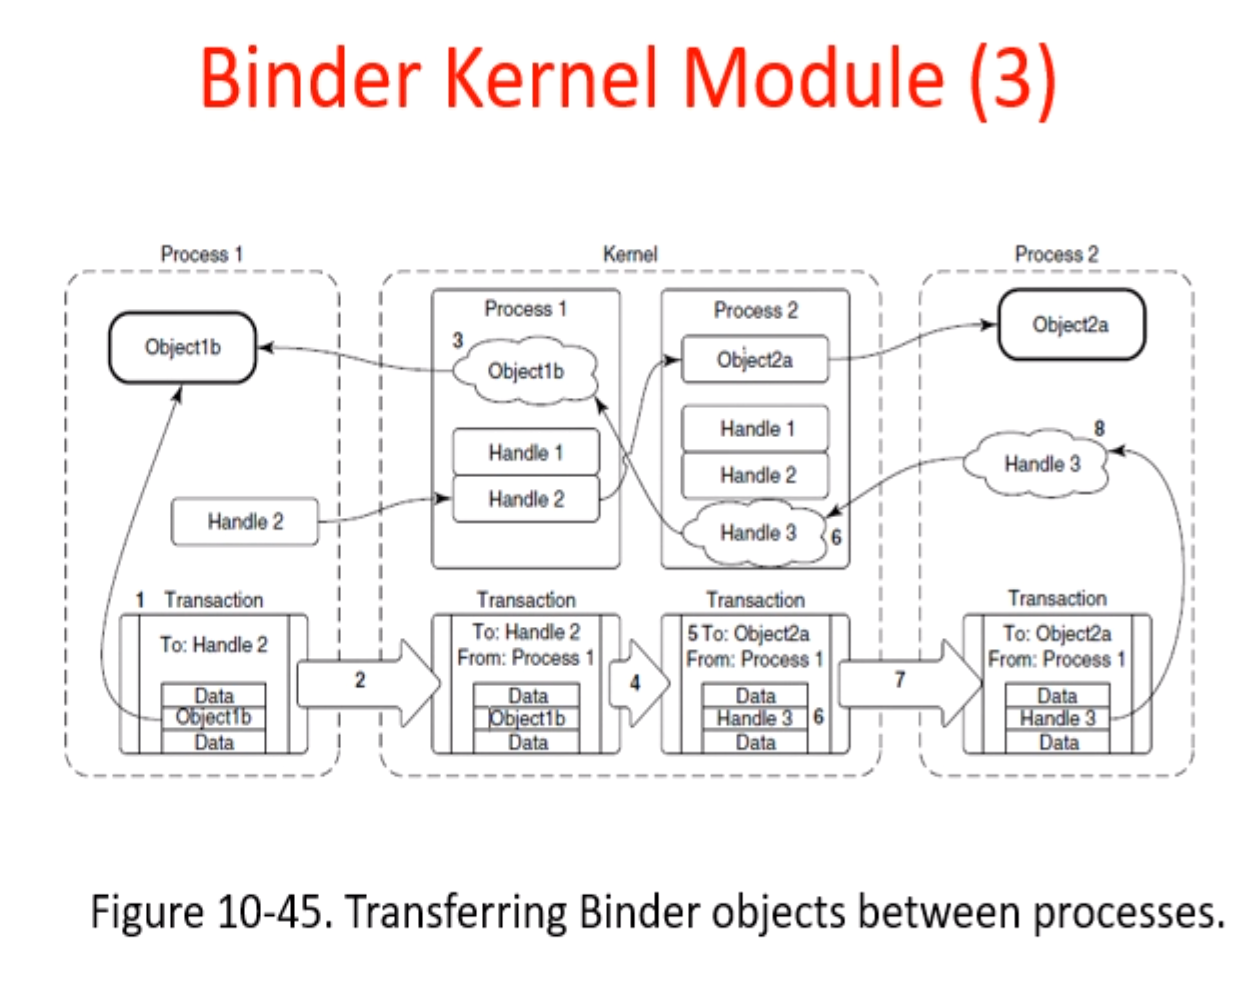 Binder Kernel Module (3)
Process 1
Kernel
Process 2
Object1b
Process 1
3
Object1b
Handle 1
Handle 2
Process 2
Object2a
Handle 1
Handle 2
Handle 3
6
Object2a
8
Handle 3
Handle 2
1 Transaction
To: Handle 2
Data
Object1b
Data
2
Transaction
To: Handle 2
From: Process 1
Data
Object1b
Data
4
Transaction
5 To: Object2a
From: Process 1
Data
Handle 3 6
Data
7
Transaction
To: Object2a
From: Process 1
Data
Handle 3
Data
Figure 10-45. Transferring Binder objects between processes.